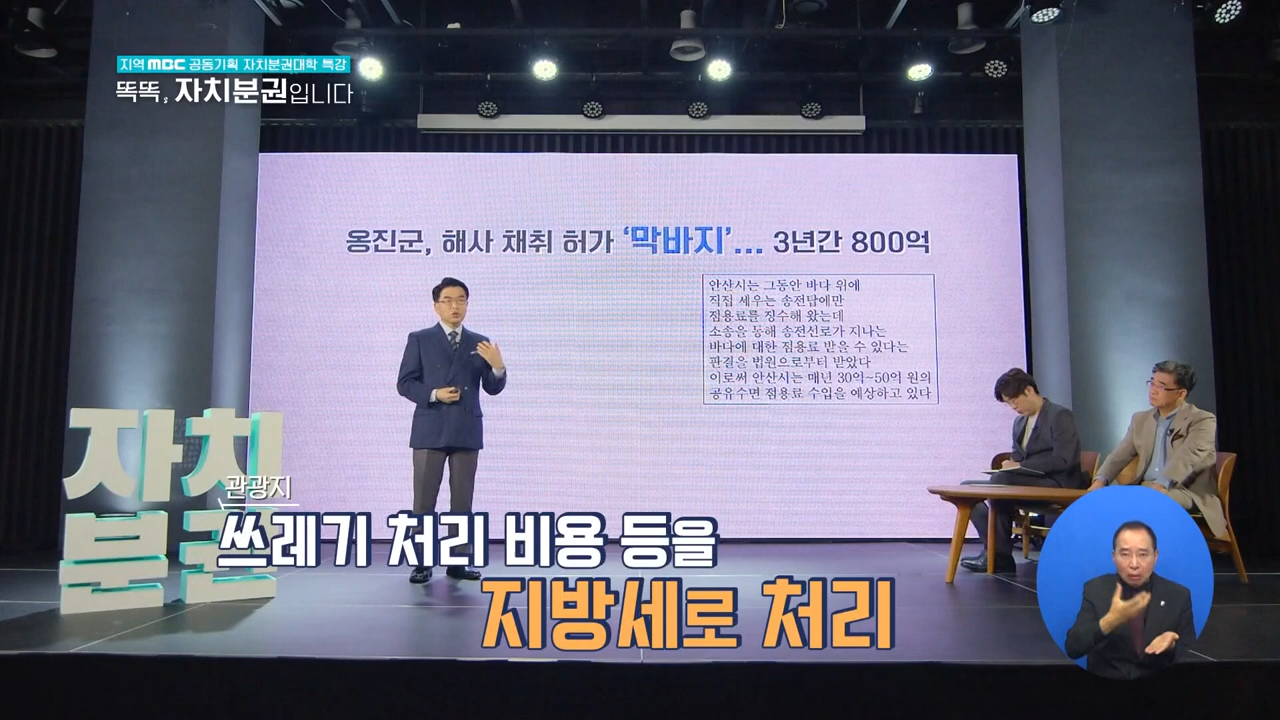 지역 MBC 공동기획 자치분권대학 특강
똑똑, 자치분권입니다
옹진군, 해사 채취 허가 ‘막바지’... 3년간 800억
안산시는 그동안 바다 위에
직접 세우는 송전탑에만
점용료를 징수해 왔는데
소송을 통해 송전선로가 지나는
바다에 대한 점용료 받을 수 있다는
판결을 법원으로부터 받았다
이로써 안산시는 매년 30억~50억 원의
공유수면 점용료 수입을 예상하고 있다
자치
분권
관광지
쓰레기 처리 비용 등을
지방세로 처리